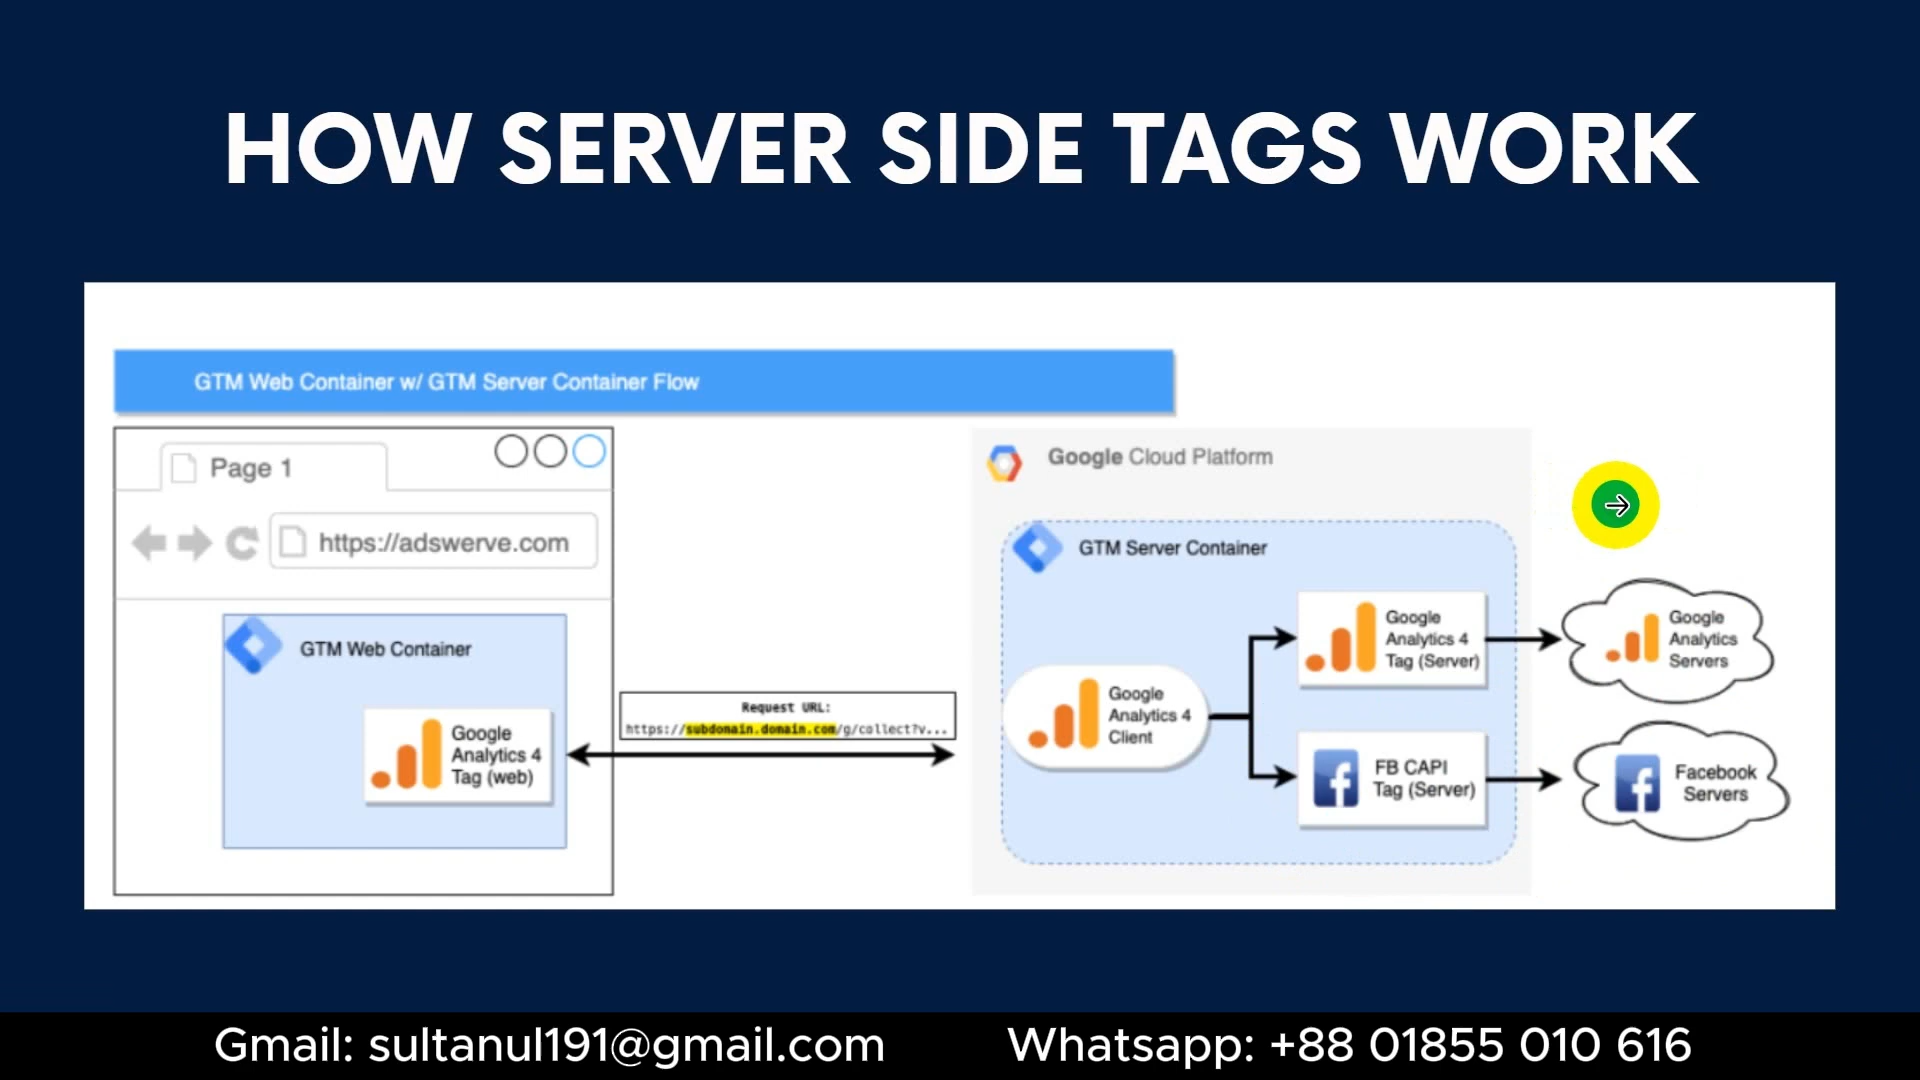 HOW SERVER SIDE TAGS WORK
GTM Web Container w/ GTM Server Container Flow
Page 1
https://adswerve.com
GTM Web Container
Google
Analytics 4
Tag (web)
Request URL:
https://subdomain.domain.com/g/collect?v...
Google Cloud Platform
GTM Server Container
Google
Analytics 4
Client
Google
Analytics 4
Tag (Server)
FB CAPI
Tag (Server)
Google
Analytics
Servers
Facebook
Servers
Gmail: sultanul191@gmail.com
Whatsapp: +88 01855 010 616